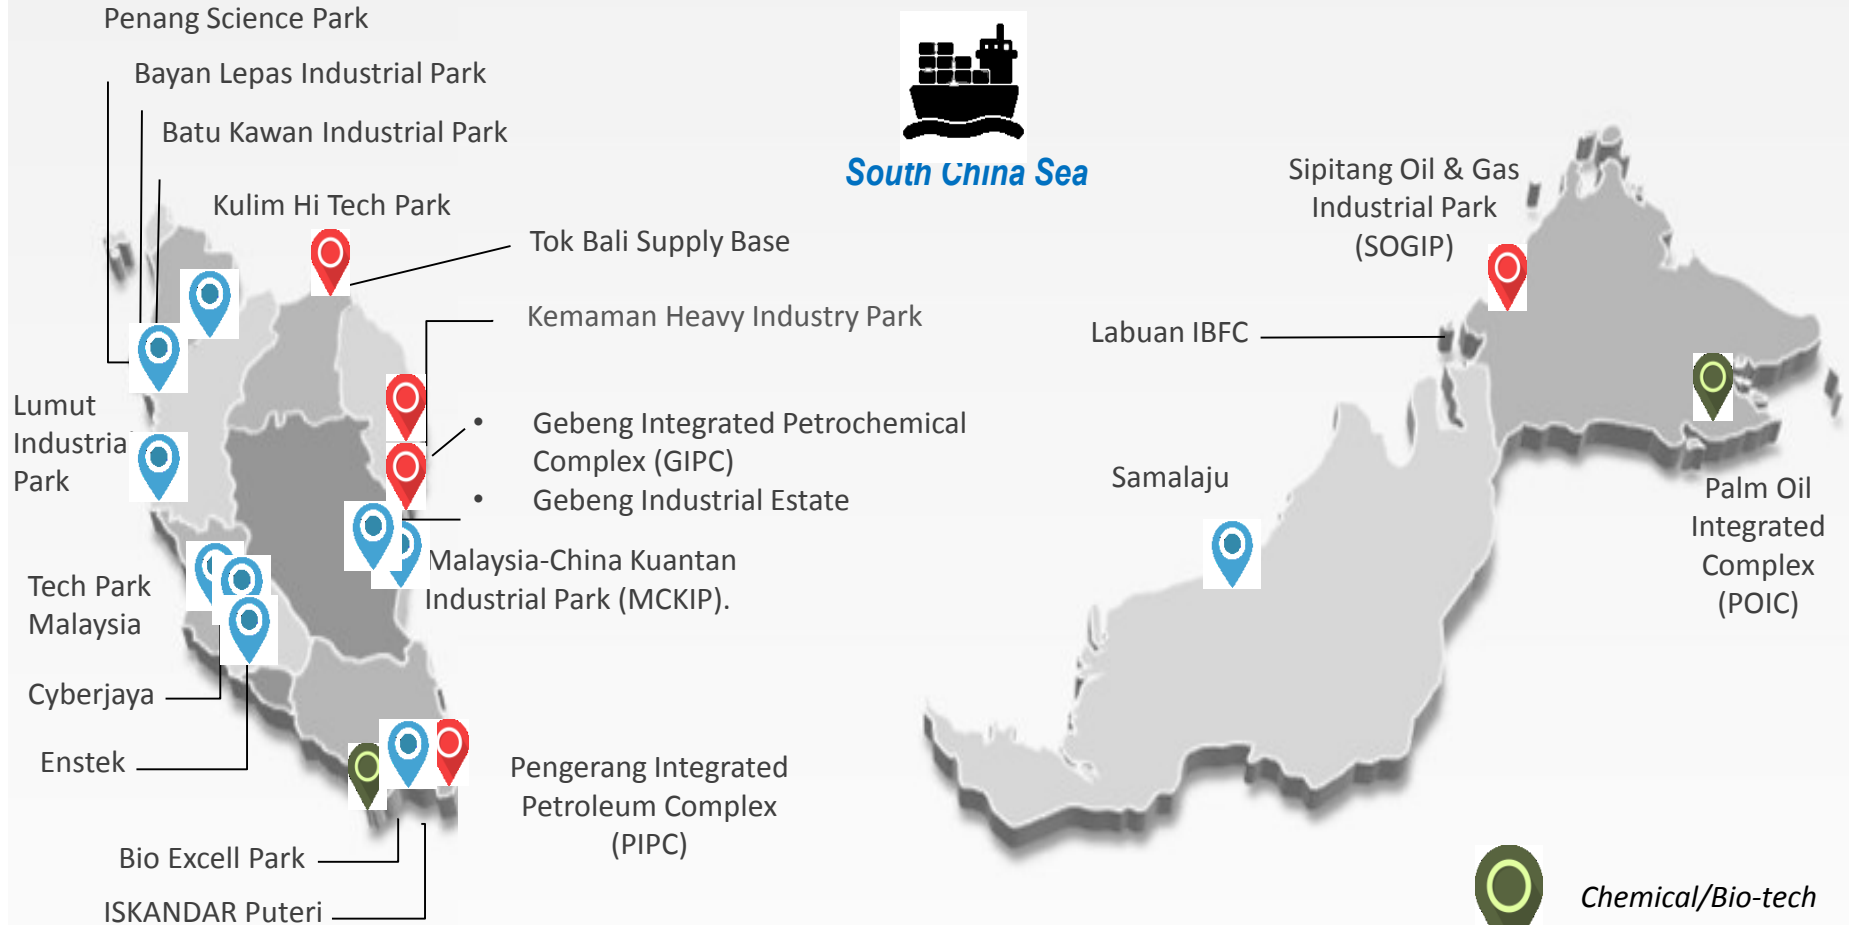 Penang Science Park
Bayan Lepas Industrial Park
Batu Kawan Industrial Park
Kulim Hi Tech Park
South China Sea
Tok Bali Supply Base
Kemaman Heavy Industry Park
Lumut
Industrial
Park
• Gebeng Integrated Petrochemical
Complex (GIPC)
• Gebeng Industrial Estate
Malaysia-China Kuantan
Industrial Park (MCKIP).
Tech Park
Malaysia
Cyberjaya
Enstek
Pengerang Integrated
Petroleum Complex
(PIPC)
Bio Excell Park
ISKANDAR Puteri
Sipitang Oil & Gas
Industrial Park
(SOGIP)
Labuan IBFC
Samalaju
Palm Oil
Integrated
Complex
(POIC)
Chemical/Bio-tech